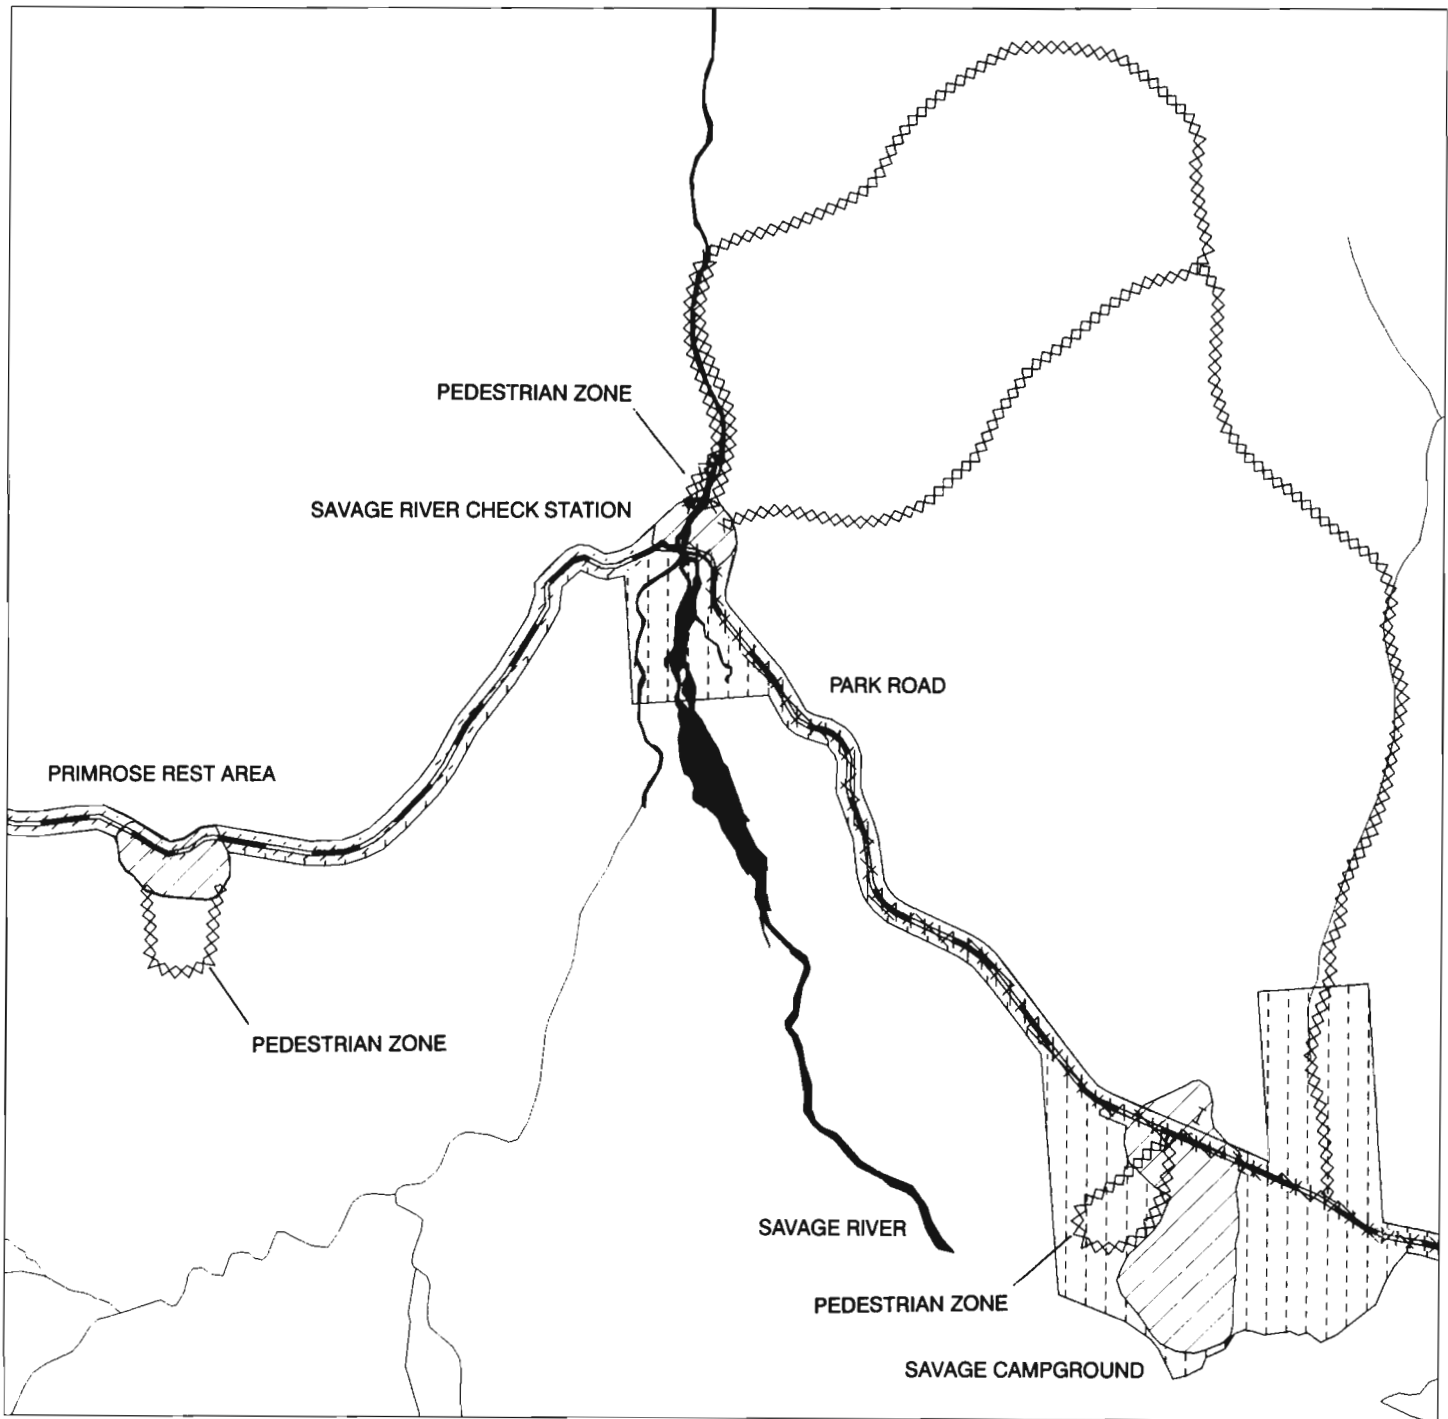 PEDESTRIAN ZONE
SAVAGE RIVER CHECK STATION
PARK ROAD
PRIMROSE REST AREA
PEDESTRIAN ZONE
SAVAGE RIVER
PEDESTRIAN ZONE
SAVAGE CAMPGROUND